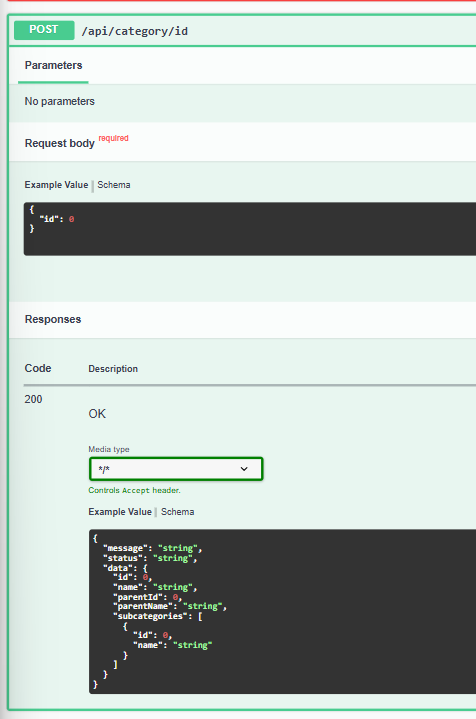 POST /api/category/id
Parameters
No parameters
Request body required
Example Value | Schema
{
  "id": 0
}
Responses
Code Description
200
OK
Media type
*/*
Controls Accept header.
Example Value | Schema
{
  "message": "string",
  "status": "string",
  "data": {
    "id": 0,
    "name": "string",
    "parentId": 0,
    "parentName": "string",
    "subcategories": [
      {
        "id": 0,
        "name": "string"
      }
    ]
  }
}